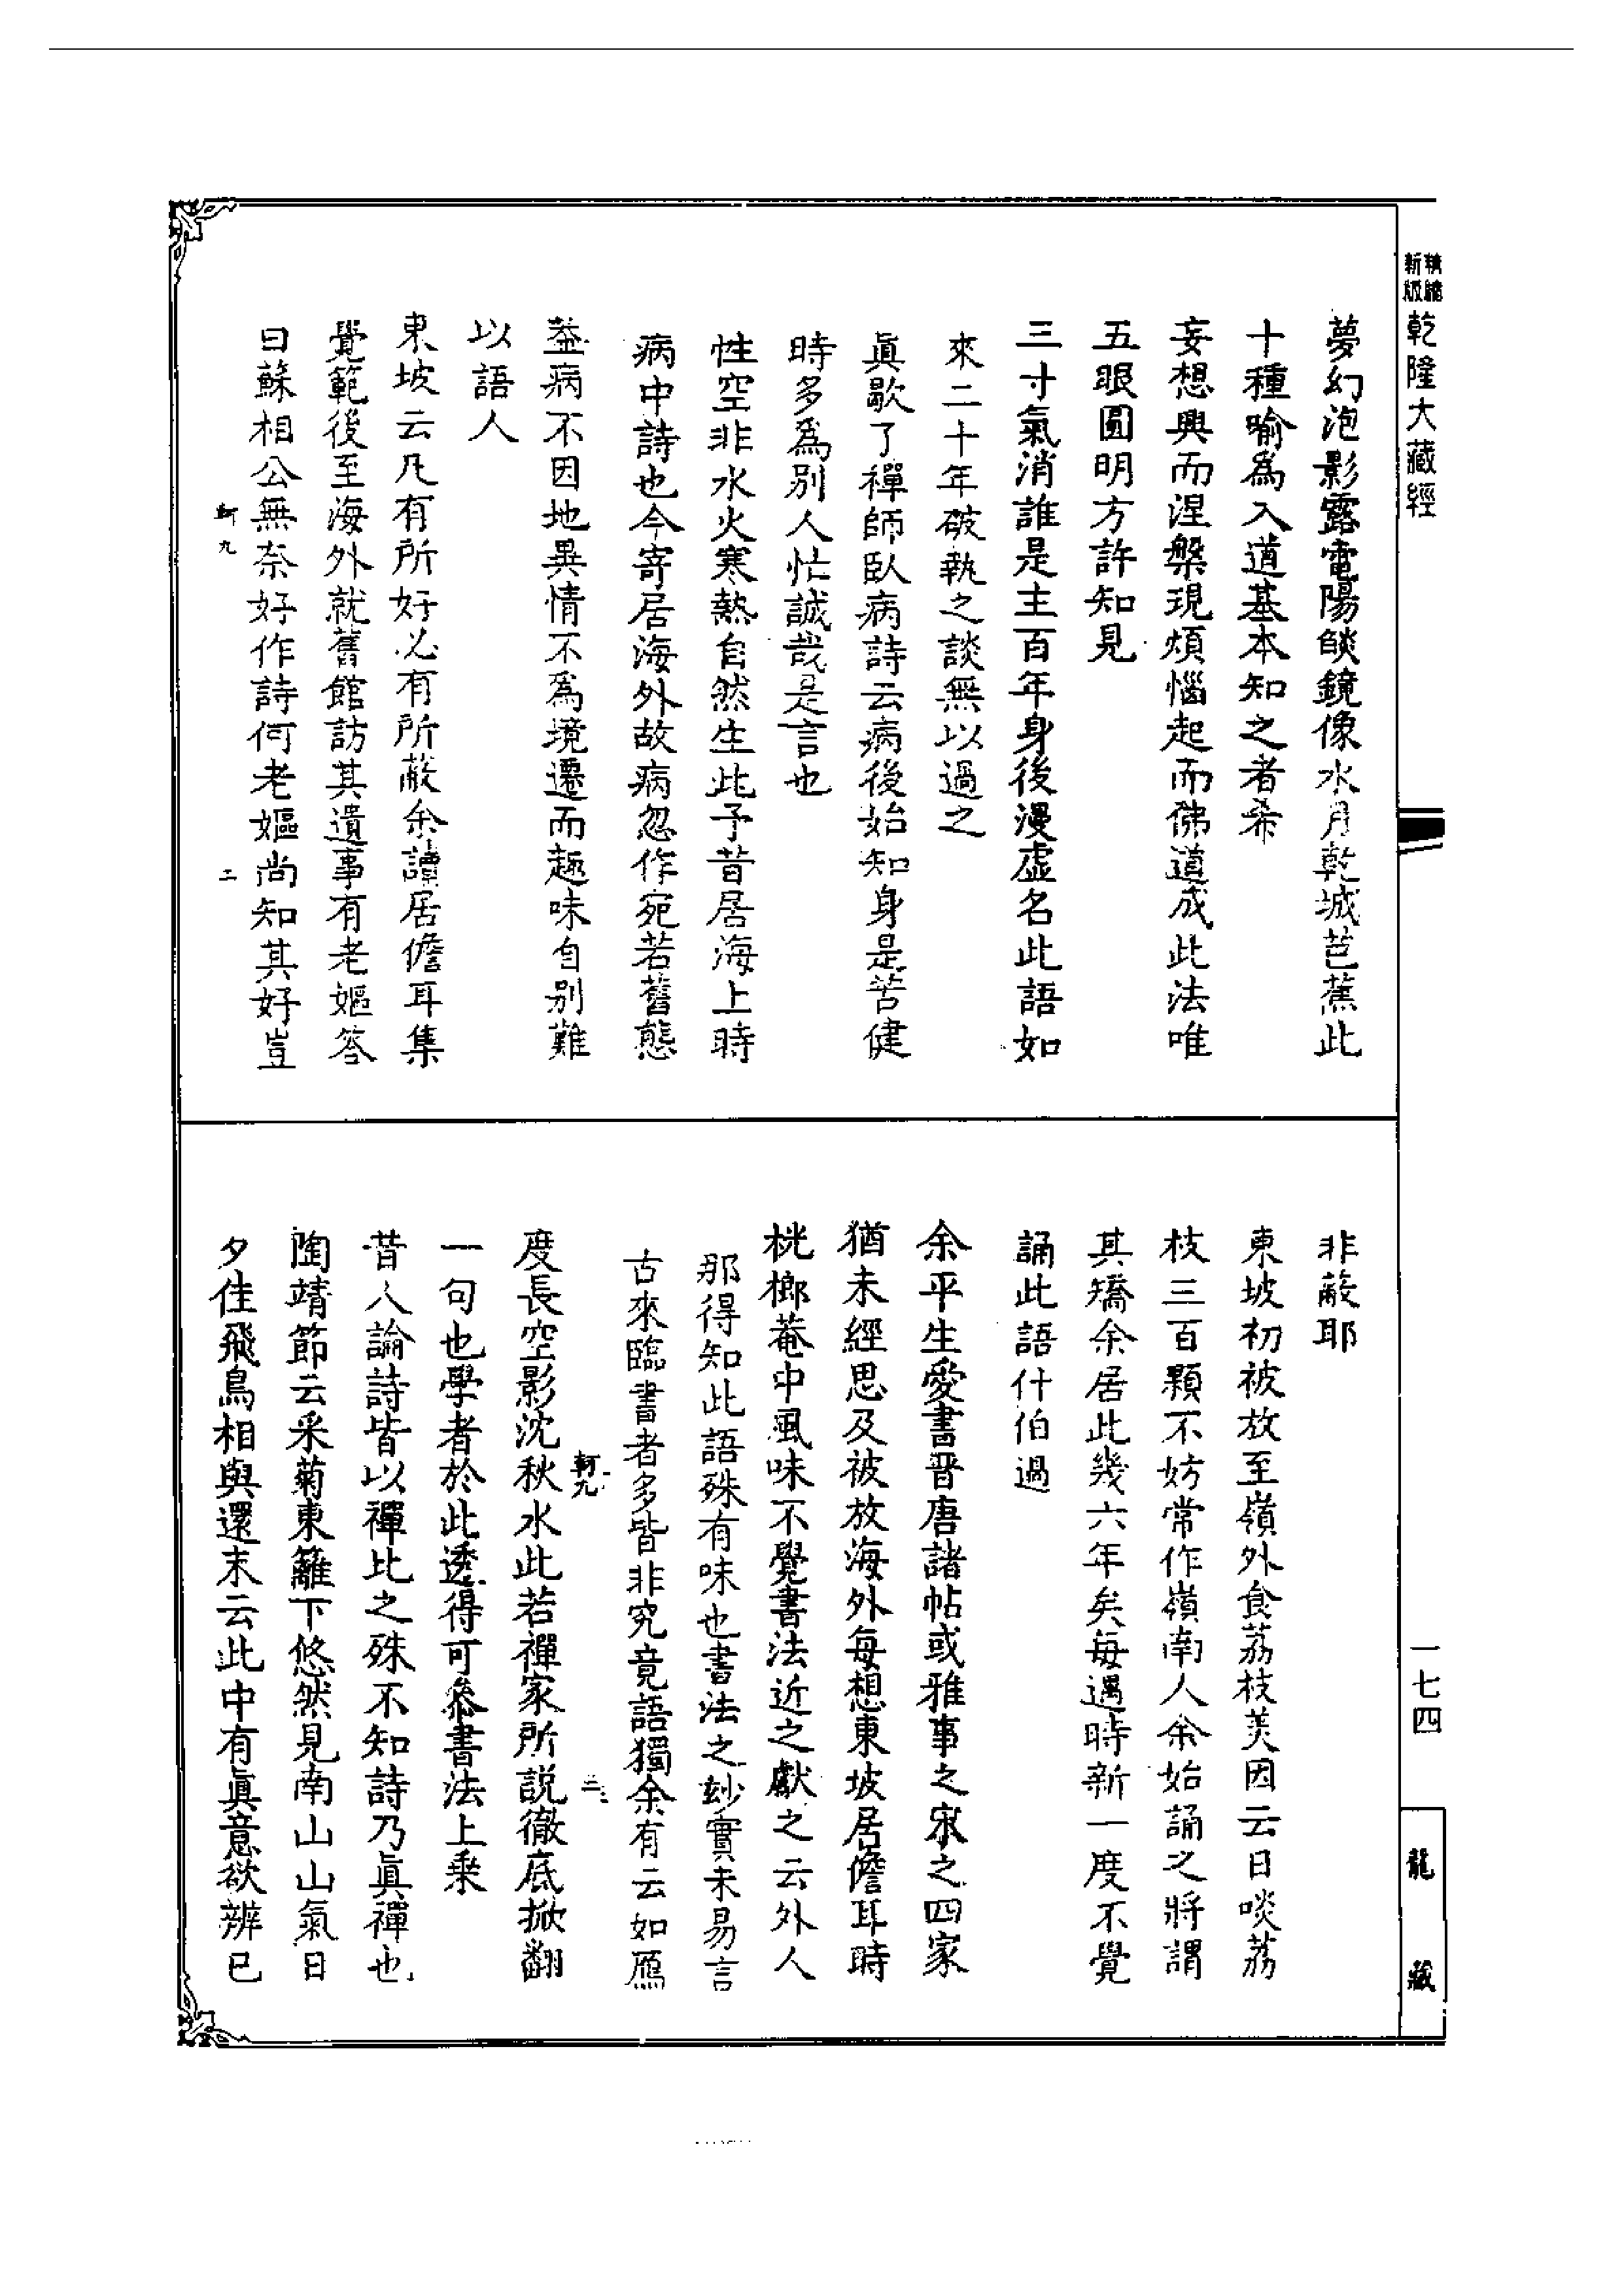 精縮新版乾隆大藏經
夢幻泡影露電陽燄鏡像水月乾城芭蕉此
十種喻為入道基本知之者希
妄想興而涅槃現煩惱起而佛道成此法唯
五眼圓明方許知見
三寸氣消誰是主百年身後漫虛名此語如
來二十年破執之談無以過之
眞歇了禪師臥病詩云病後始知身是苦健
時多爲別人忙誠哉是言也
性空非水火寒熱自然生此予昔居海上時
病中詩也今寄居海外故病忽作宛若舊態
葢病不因地異情不爲境遷而趣味自別難
以語人
東坡云凡有所好必有所蔽余讀居儋耳集
覺範後至海外就舊館訪其遺事有老嫗答
曰蘇相公無奈好作詩何老嫗尚知其好豈
軒九 二
非蔽耶
東坡初被放至嶺外食荔枝美因云日啖荔
枝三百顆不妨常作嶺南人余始誦之將謂
其矯余居此幾六年矣每遇時新一度不覺
誦此語什伯過
余平生愛書晉唐諸帖或雅事之宋之四家
猶未經思及被放海外每想東坡居儋耳時
桄榔菴中風味不覺書法近之獻之云外人
那得知此語殊有味也書法之玅實未易言
古來臨書者多皆非究竟語獨余有云如鴈
軒九 三
度長空影沈秋水此若禪家所說徹底掀翻
一句也學者於此透得可叅書法上乘
昔人論詩皆以禪比之殊不知詩乃眞禪也
陶靖節云采菊東籬下悠然見南山山氣日
夕佳飛鳥相與還末云此中有眞意欲辨已
一七四
龍藏